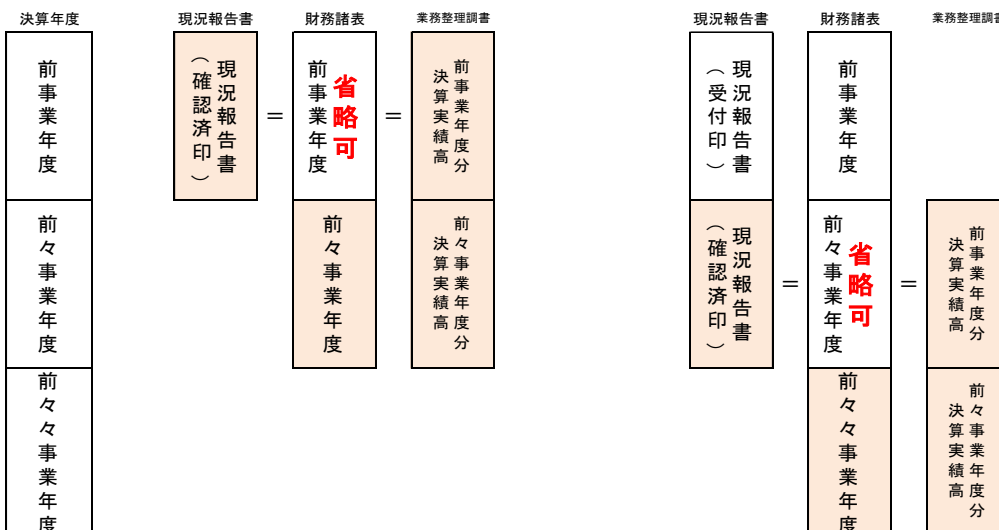 決算年度
前事業年度
前々事業年度
前々々事業年度
現況報告書
現況報告書
（確認済印）
＝
財務諸表
前事業年度
省略可
前々事業年度
＝
業務整理調書
前事業年度分
決算実績高
前々事業年度分
決算実績高
現況報告書
現況報告書
（受付印）
現況報告書
（確認済印）
＝
財務諸表
前事業年度
前々事業年度
省略可
前々々事業年度
＝
業務整理調書
前事業年度分
決算実績高
前々事業年度分
決算実績高